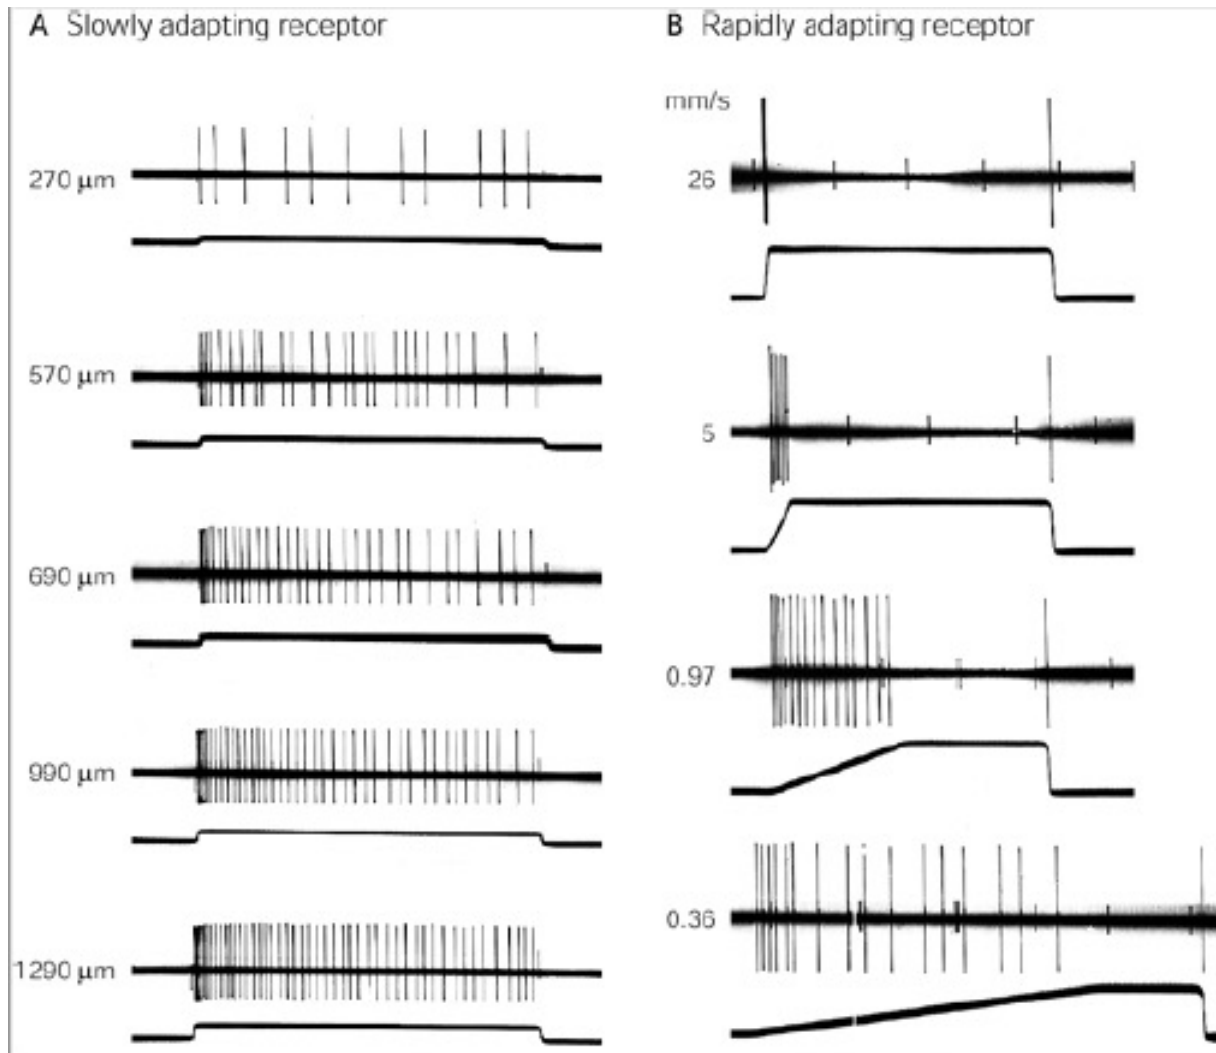 A Slowly adapting receptor
270 μm
570 μm
690 μm
990 μm
1290 μm
B Rapidly adapting receptor
mm/s
26
5
0.97
0.36